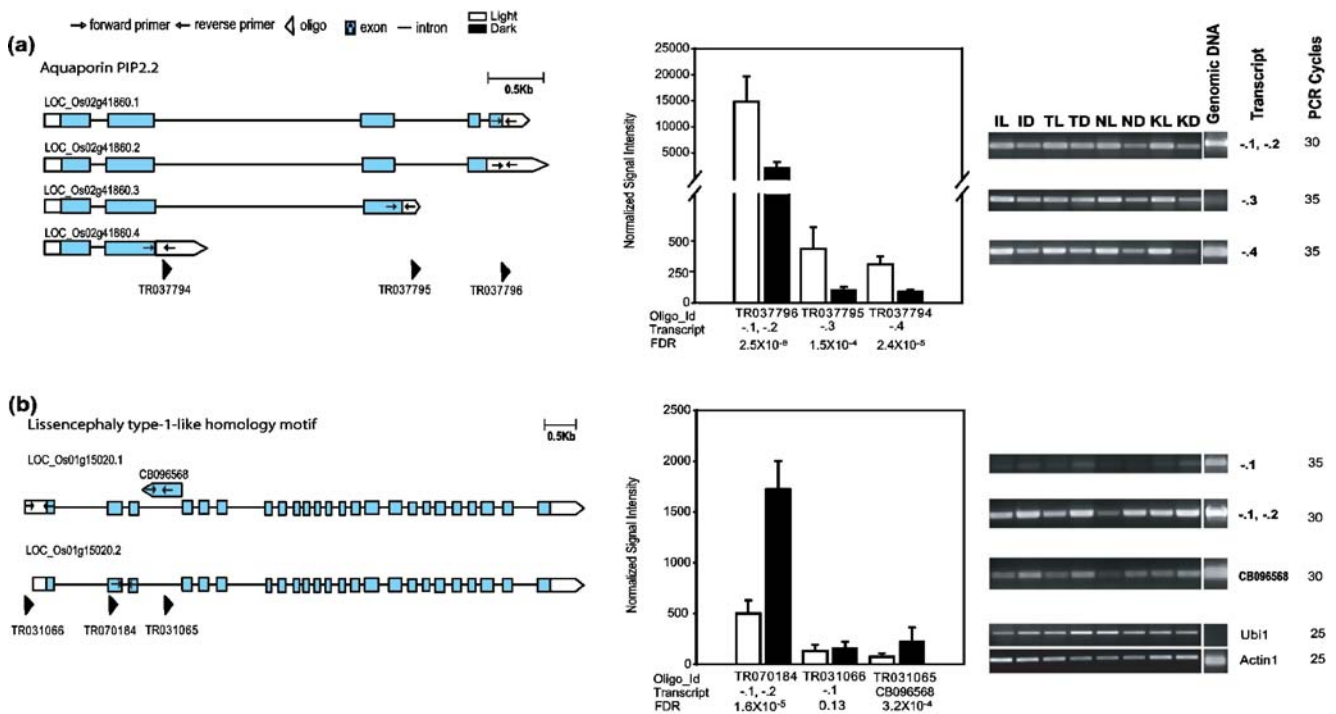 forward primer reverse primer oligo exon intron Light
Dark
(a)
Aquaporin PIP2.2
0.5Kb
LOC_Os02g41860.1
LOC_Os02g41860.2
LOC_Os02g41860.3
LOC_Os02g41860.4
TR037794 TR037795 TR037796
Normalized Signal Intensity
25000
20000
15000
10000
5000
500
250
0
Oligo_Id TR037796 TR037795 TR037794
Transcript -.1, -.2 -.3 -.4
FDR 2.5X10⁻⁸ 1.5X10⁻⁴ 2.4X10⁻⁵
IL ID TL TD NL ND KL KD Genomic DNA Transcript PCR Cycles
-.1, -.2 30
-.3 35
-.4 35
(b)
Lissencephaly type-1-like homology motif
0.5Kb
LOC_Os01g15020.1
CB096568
LOC_Os01g15020.2
TR031066 TR070184 TR031065
Normalized Signal Intensity
2500
2000
1500
1000
500
0
Oligo_Id TR070184 TR031066 TR031065
Transcript -.1, -.2 -.1 CB096568
FDR 1.6X10⁻⁵ 0.13 3.2X10⁻⁴
-.1 35
-.1, -.2 30
CB096568 30
Ubi1 25
Actin1 25